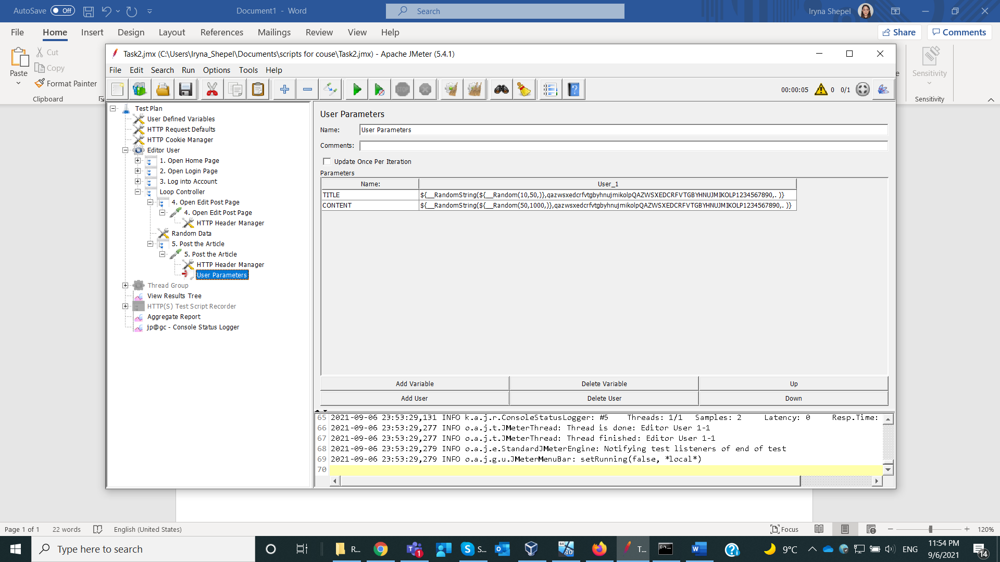 AutoSave Off Document1 - Word Search Iryna Shepel
File Home Insert Design Layout References Mailings Review View Help Share Comments
Paste Cut
Copy
Format Painter
Clipboard
Sensitivity
Sensitivity
Task2.jmx (C:\Users\Iryna_Shepel\Documents\scripts for couse\Task2.jmx) - Apache JMeter (5.4.1)
File Edit Search Run Options Tools Help
STOP 00:00:05 0 0/1
Test Plan
User Defined Variables
HTTP Request Defaults
HTTP Cookie Manager
Editor User
1. Open Home Page
2. Open Login Page
3. Log into Account
Loop Controller
4. Open Edit Post Page
4. Open Edit Post Page
HTTP Header Manager
Random Data
5. Post the Article
5. Post the Article
HTTP Header Manager
User Parameters
Thread Group
View Results Tree
HTTP(S) Test Script Recorder
Aggregate Report
jp@gc - Console Status Logger
User Parameters
Name: User Parameters
Comments:
Update Once Per Iteration
Parameters
Name: User_1
TITLE ${__RandomString(${__Random(10,50,)},qazwsxedcrfvtgbyhnujmikolpQAZWSXEDCRFVTGBYHNUJMIKOLP1234567890,. )}
CONTENT ${__RandomString(${__Random(50,1000,)},qazwsxedcrfvtgbyhnujmikolpQAZWSXEDCRFVTGBYHNUJMIKOLP1234567890,. )}
Add Variable Delete Variable Up
Add User Delete User Down
65 2021-09-06 23:53:29,131 INFO k.a.j.r.ConsoleStatusLogger: #5 Threads: 1/1 Samples: 2 Latency: 0 Resp.Time:
66 2021-09-06 23:53:29,277 INFO o.a.j.t.JMeterThread: Thread is done: Editor User 1-1
67 2021-09-06 23:53:29,277 INFO o.a.j.t.JMeterThread: Thread finished: Editor User 1-1
68 2021-09-06 23:53:29,279 INFO o.a.j.e.StandardJMeterEngine: Notifying test listeners of end of test
69 2021-09-06 23:53:29,279 INFO o.a.j.g.u.JMeterMenuBar: setRunning(false, *local*)
70
Page 1 of 1 22 words English (United States) Focus 120%
Type here to search R... 1 S... 64 10 T... 9°C ENG 11:54 PM
9/6/2021 14